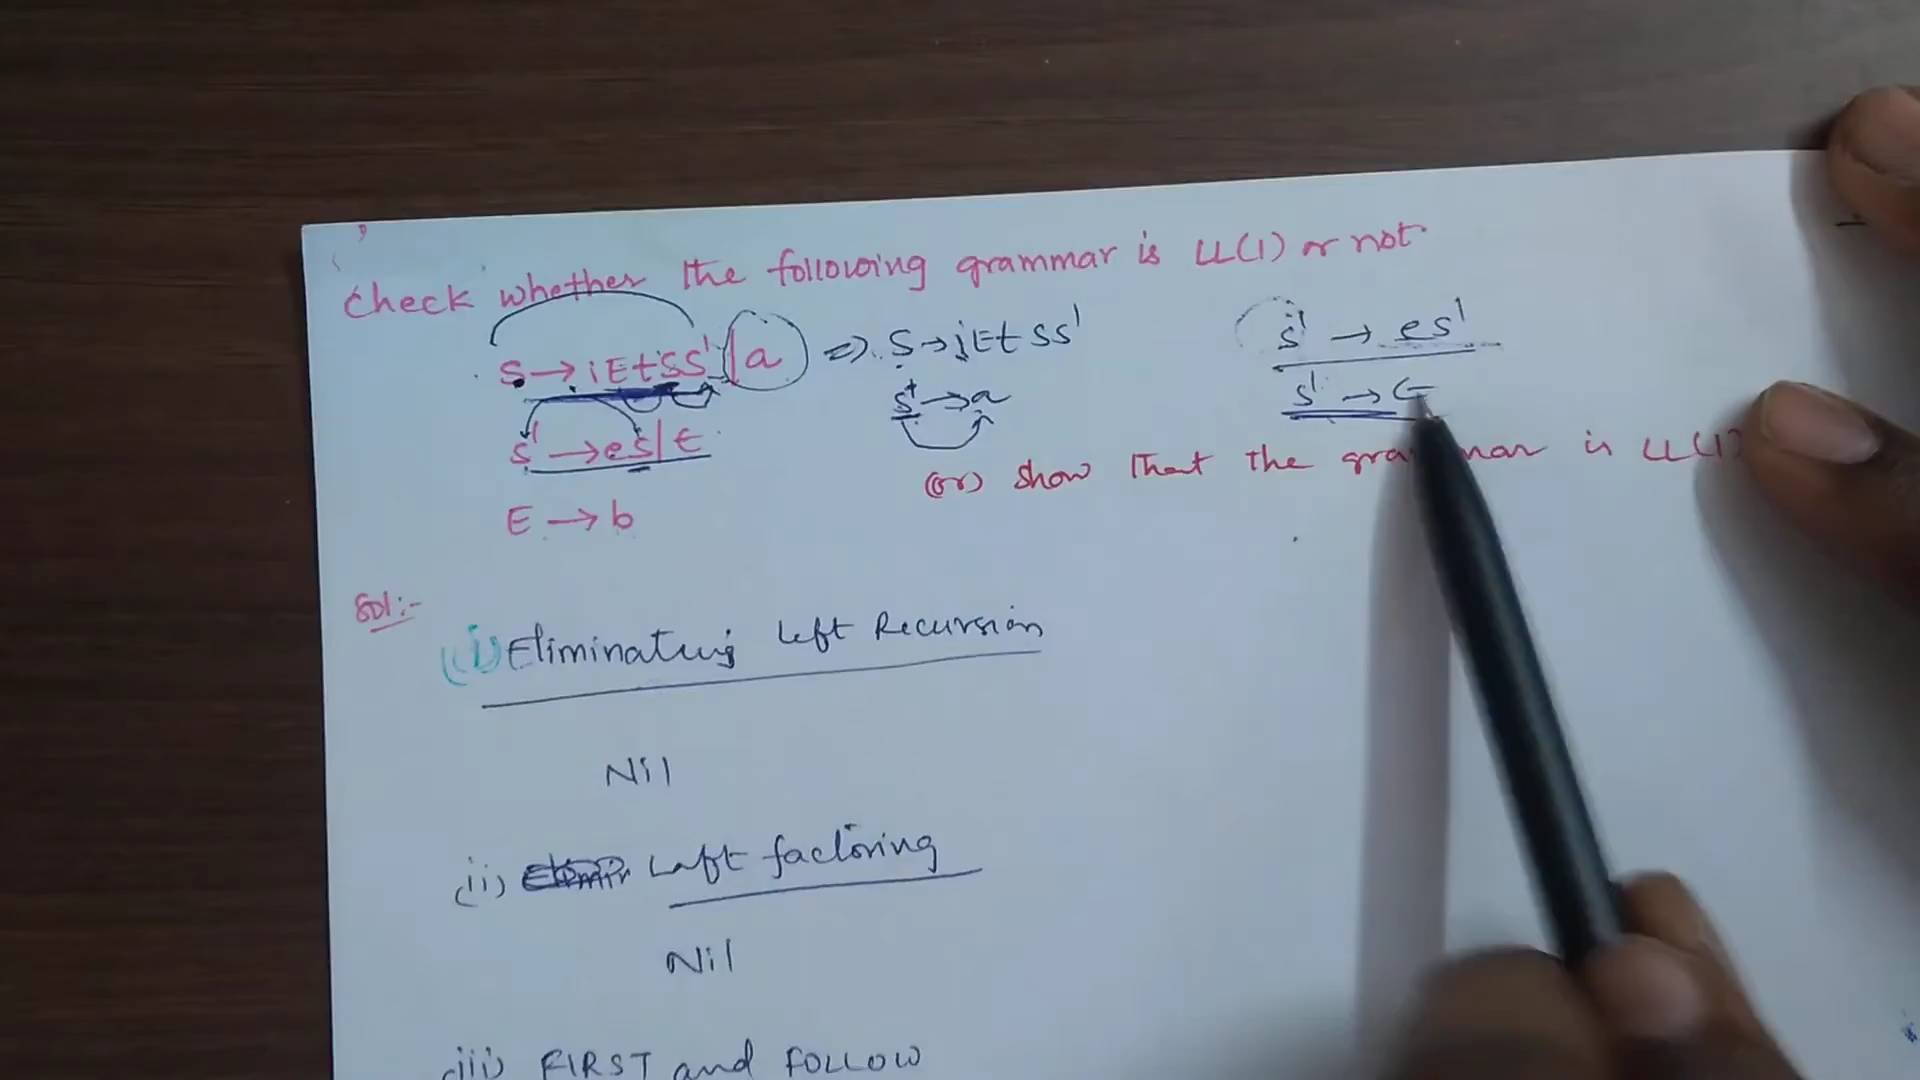 Check whether the following grammar is LL(1) or not
S → iEtSS' | a ⇒ S → iEtSS'
S' → a
S' → eS | ε
E → b
S' → eS'
S' → ε
(or) show that the grammar is LL(1)
Sol:-
(i) Eliminating Left Recursion
Nil
(ii) Left factoring
Nil
(iii) FIRST and FOLLOW